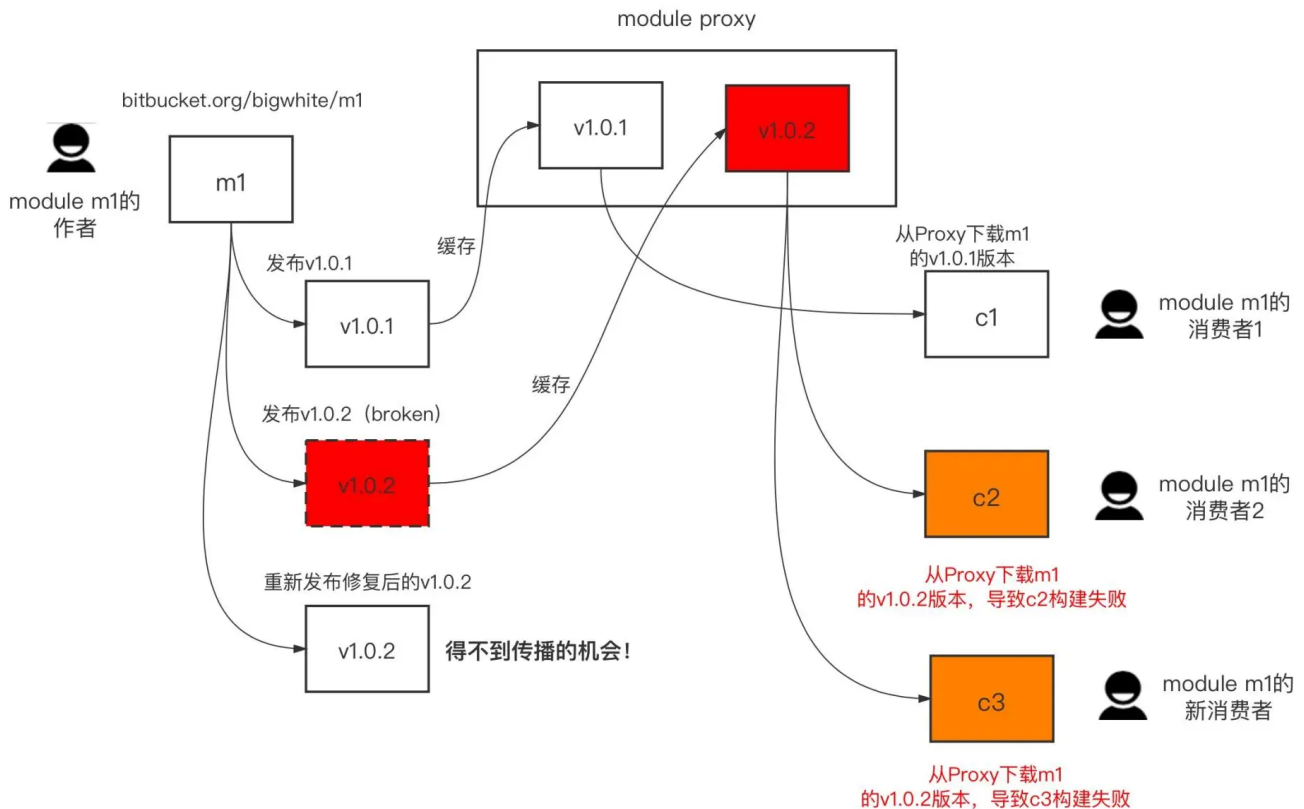 module proxy
bitbucket.org/bigwhite/m1
module m1的
作者
m1
v1.0.1
v1.0.2
缓存
发布v1.0.1
v1.0.1
从Proxy下载m1
的v1.0.1版本
c1
module m1的
消费者1
缓存
发布v1.0.2（broken）
v1.0.2
c2
module m1的
消费者2
从Proxy下载m1
的v1.0.2版本，导致c2构建失败
重新发布修复后的v1.0.2
v1.0.2
得不到传播的机会！
c3
module m1的
新消费者
从Proxy下载m1
的v1.0.2版本，导致c3构建失败